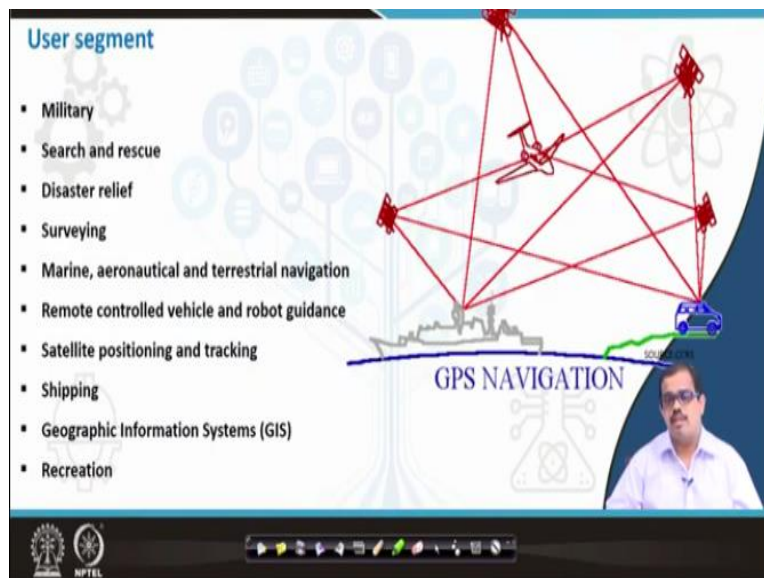 User segment
Military
Search and rescue
Disaster relief
Surveying
Marine, aeronautical and terrestrial navigation
Remote controlled vehicle and robot guidance
Satellite positioning and tracking
Shipping
Geographic Information Systems (GIS)
Recreation
GPS NAVIGATION
NPTEL